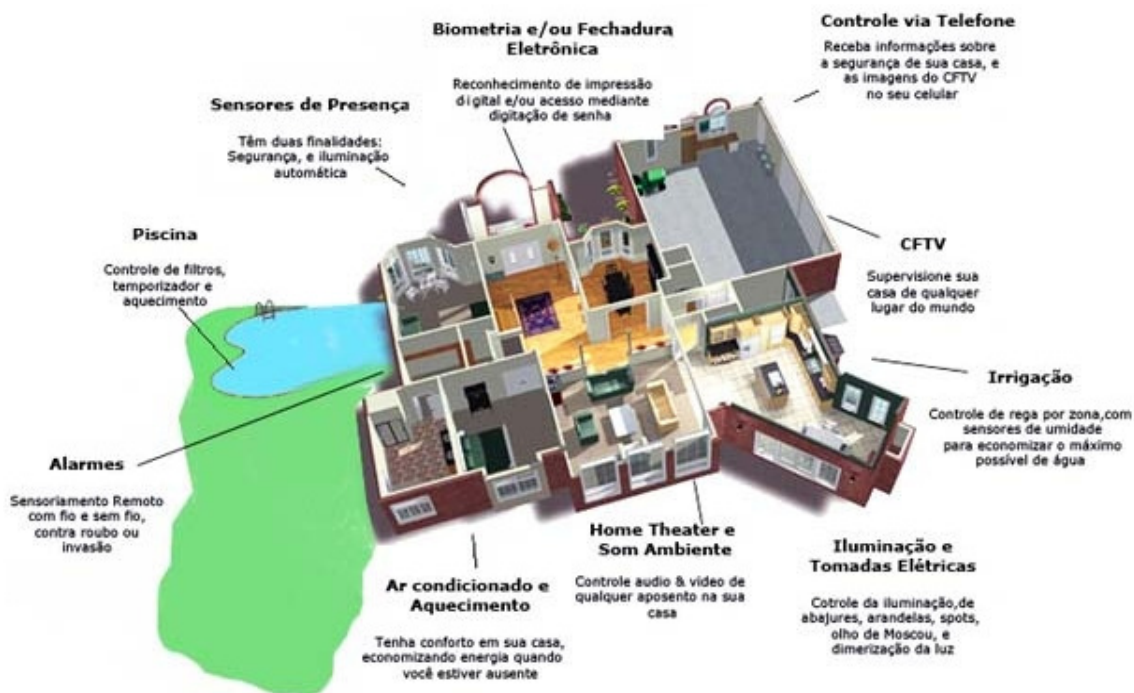 Controle via Telefone
Receba informações sobre
a segurança de sua casa, e
as imagens do CFTV
no seu celular
Biometria e/ou Fechadura
Eletrônica
Reconhecimento de impressão
digital e/ou acesso mediante
digitação de senha
Sensores de Presença
Têm duas finalidades:
Segurança, e iluminação
automática
Piscina
Controle de filtros,
temporizador e
aquecimento
CFTV
Supervisione sua
casa de qualquer
lugar do mundo
Irrigação
Controle de rega por zona,com
sensores de umidade
para economizar o máximo
possível de água
Alarmes
Sensoriamento Remoto
com fio e sem fio,
contra roubo ou
invasão
Ar condicionado e
Aquecimento
Tenha conforto em sua casa,
economizando energia quando
você estiver ausente
Home Theater e
Som Ambiente
Controle audio & video de
qualquer aposento na sua
casa
Iluminação e
Tomadas Elétricas
Cotrole da iluminação,de
abajures, arandelas, spots,
olho de Moscou, e
dimerização da luz